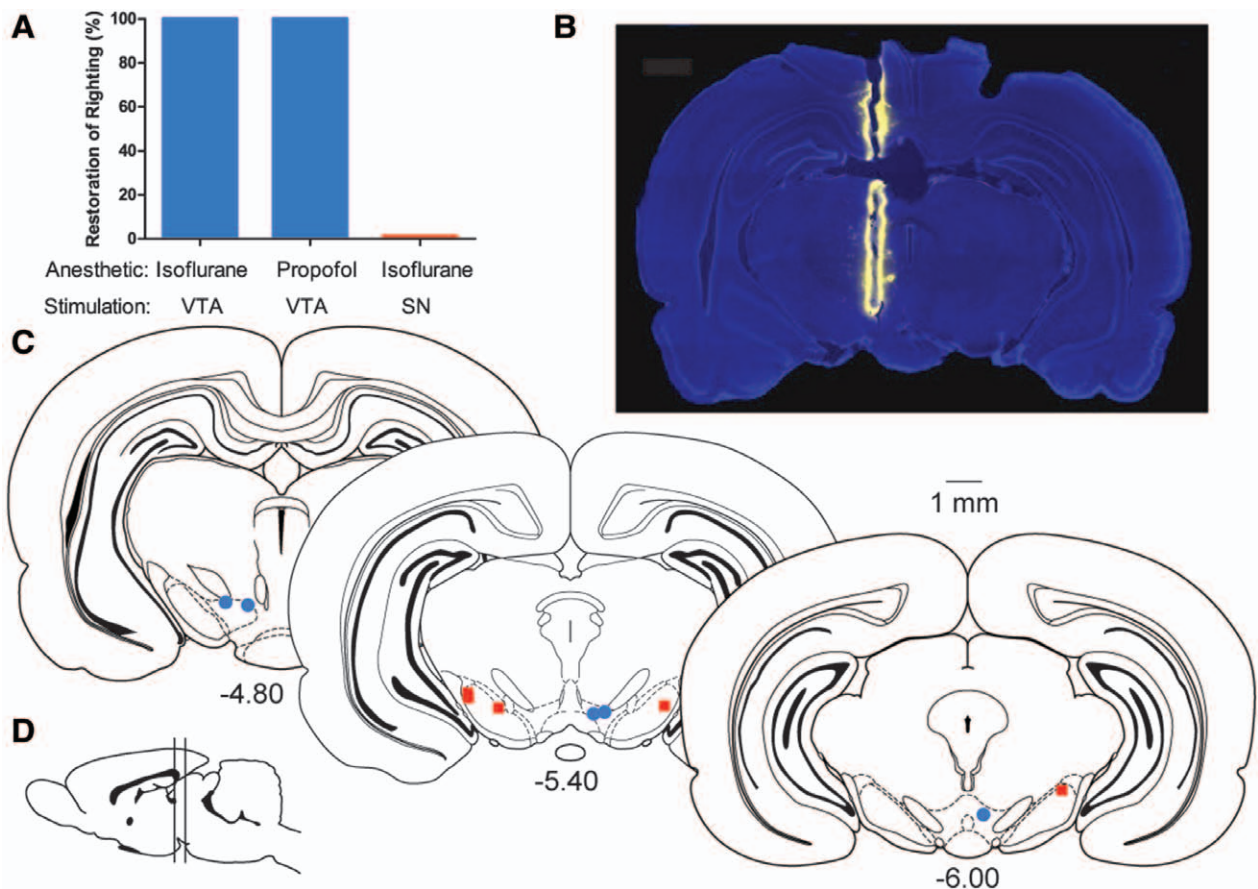 A
B
Restoration of Righting (%)
100
80
60
40
20
0
Anesthetic: Isoflurane Propofol Isoflurane
Stimulation: VTA VTA SN
C
1 mm
-4.80
-5.40
-6.00
D